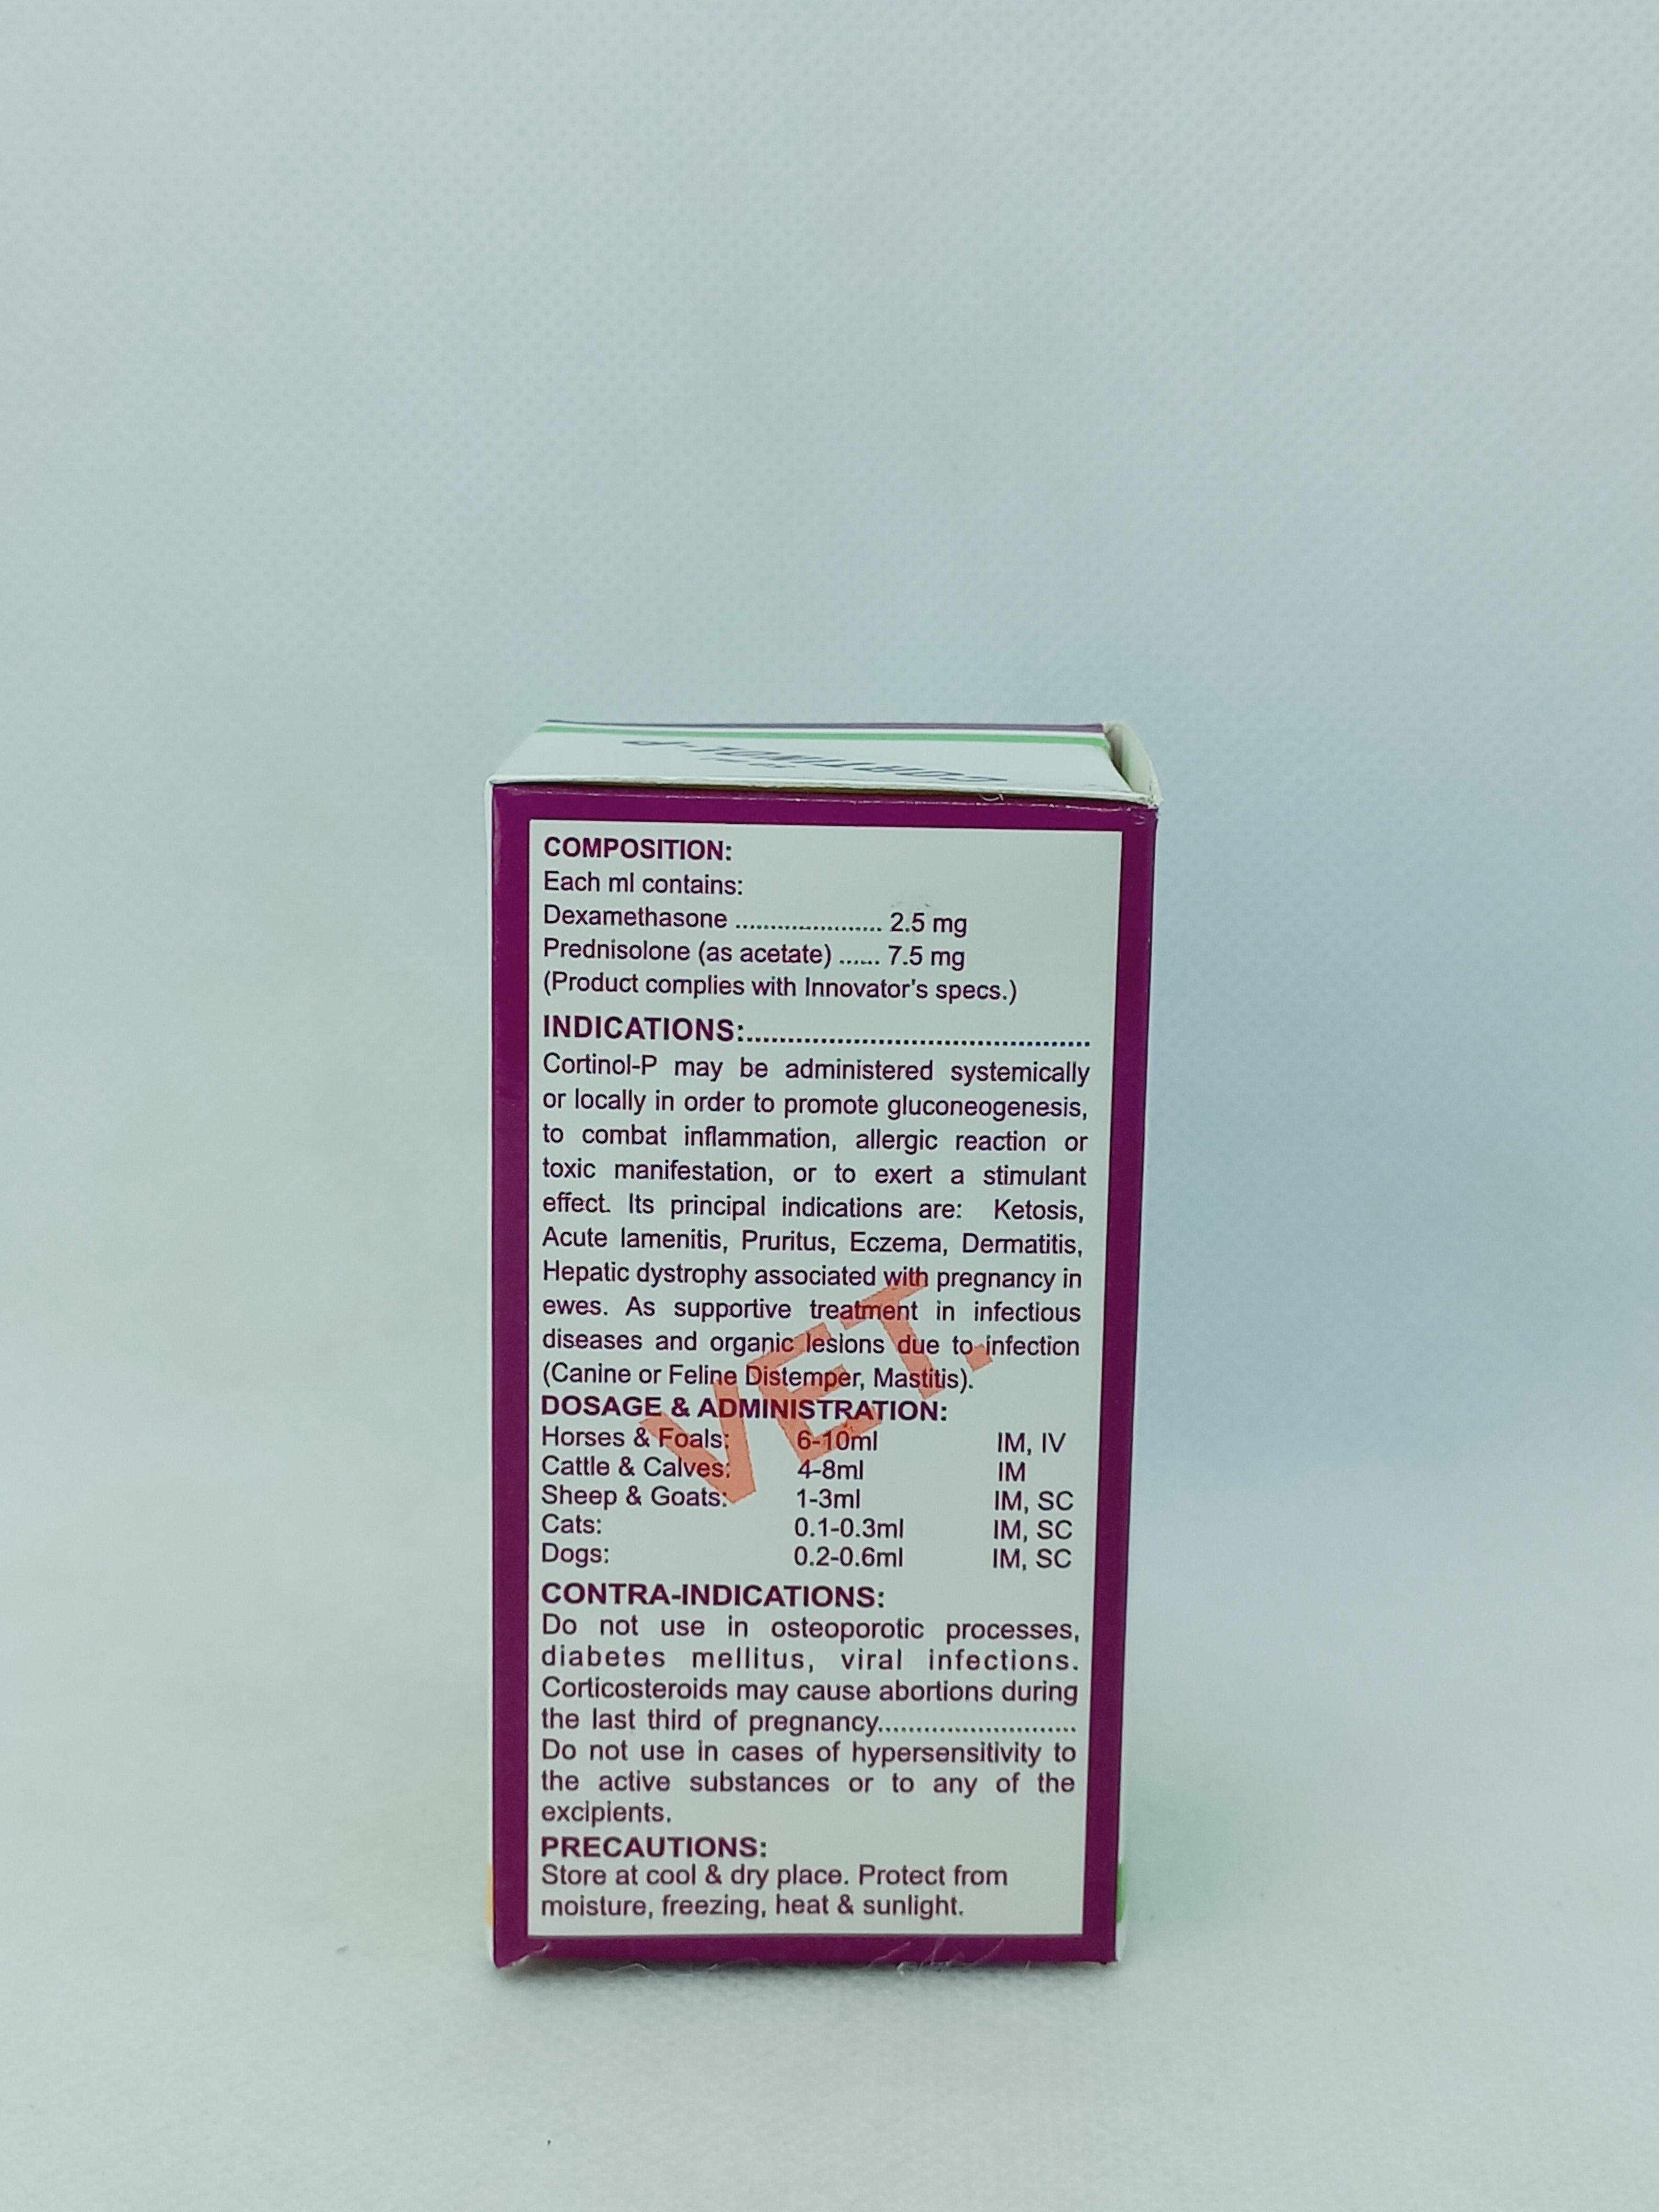 CORTINOL-P
COMPOSITION:
Each ml contains:
Dexamethasone ..................... 2.5 mg
Prednisolone (as acetate) ...... 7.5 mg
(Product complies with Innovator's specs.)
INDICATIONS:..........................................
Cortinol-P may be administered systemically
or locally in order to promote gluconeogenesis,
to combat inflammation, allergic reaction or
toxic manifestation, or to exert a stimulant
effect. Its principal indications are: Ketosis,
Acute lamenitis, Pruritus, Eczema, Dermatitis,
Hepatic dystrophy associated with pregnancy in
ewes. As supportive treatment in infectious
diseases and organic lesions due to infection
(Canine or Feline Distemper, Mastitis).
VET.
DOSAGE & ADMINISTRATION:
Horses & Foals: 6-10ml IM, IV
Cattle & Calves: 4-8ml IM
Sheep & Goats: 1-3ml IM, SC
Cats: 0.1-0.3ml IM, SC
Dogs: 0.2-0.6ml IM, SC
CONTRA-INDICATIONS:
Do not use in osteoporotic processes,
diabetes mellitus, viral infections.
Corticosteroids may cause abortions during
the last third of pregnancy..........................
Do not use in cases of hypersensitivity to
the active substances or to any of the
excipients.
PRECAUTIONS:
Store at cool & dry place. Protect from
moisture, freezing, heat & sunlight.